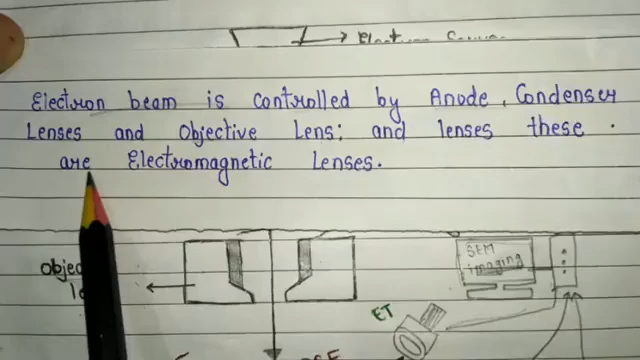 Electron
Electron beam is controlled by Anode, Condenser
Lenses and Objective Lens; and lenses these
are Electromagnetic Lenses.
SEM
imaging
ET